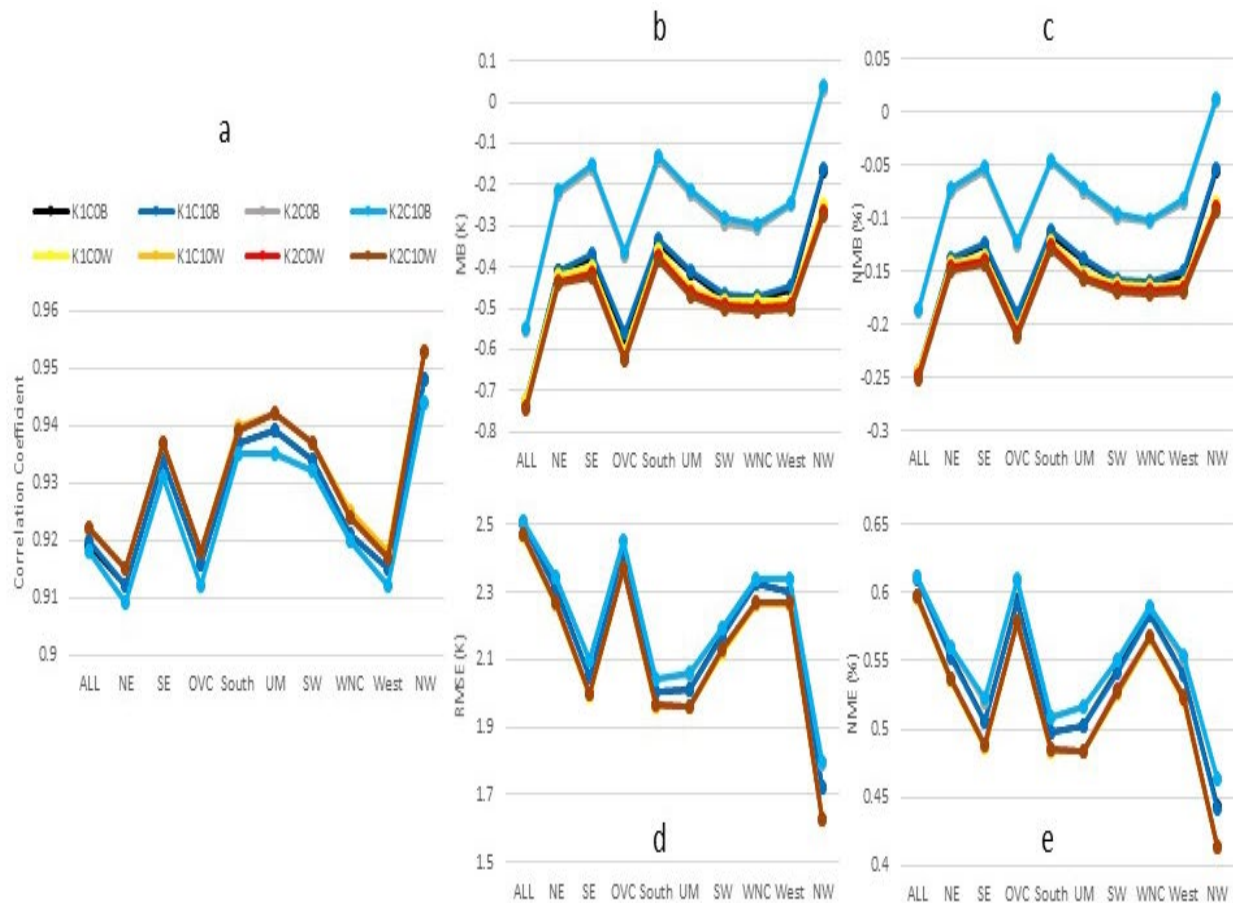 a
K1C0B K1C10B K2C0B K2C10B
K1C0W K1C10W K2C0W K2C10W
Correlation Coefficient
0.96
0.95
0.94
0.93
0.92
0.91
0.9
ALL NE SE OVC South UM SW WNC West NW
b
MB (K)
0.1
0
-0.1
-0.2
-0.3
-0.4
-0.5
-0.6
-0.7
-0.8
ALL NE SE OVC South UM SW WNC West NW
c
NMB (%)
0.05
0
-0.05
-0.1
-0.15
-0.2
-0.25
-0.3
ALL NE SE OVC South UM SW WNC West NW
RMSE (K)
2.5
2.3
2.1
1.9
1.7
1.5
d
ALL NE SE OVC South UM SW WNC West NW
NME (%)
0.65
0.6
0.55
0.5
0.45
0.4
e
ALL NE SE OVC South UM SW WNC West NW